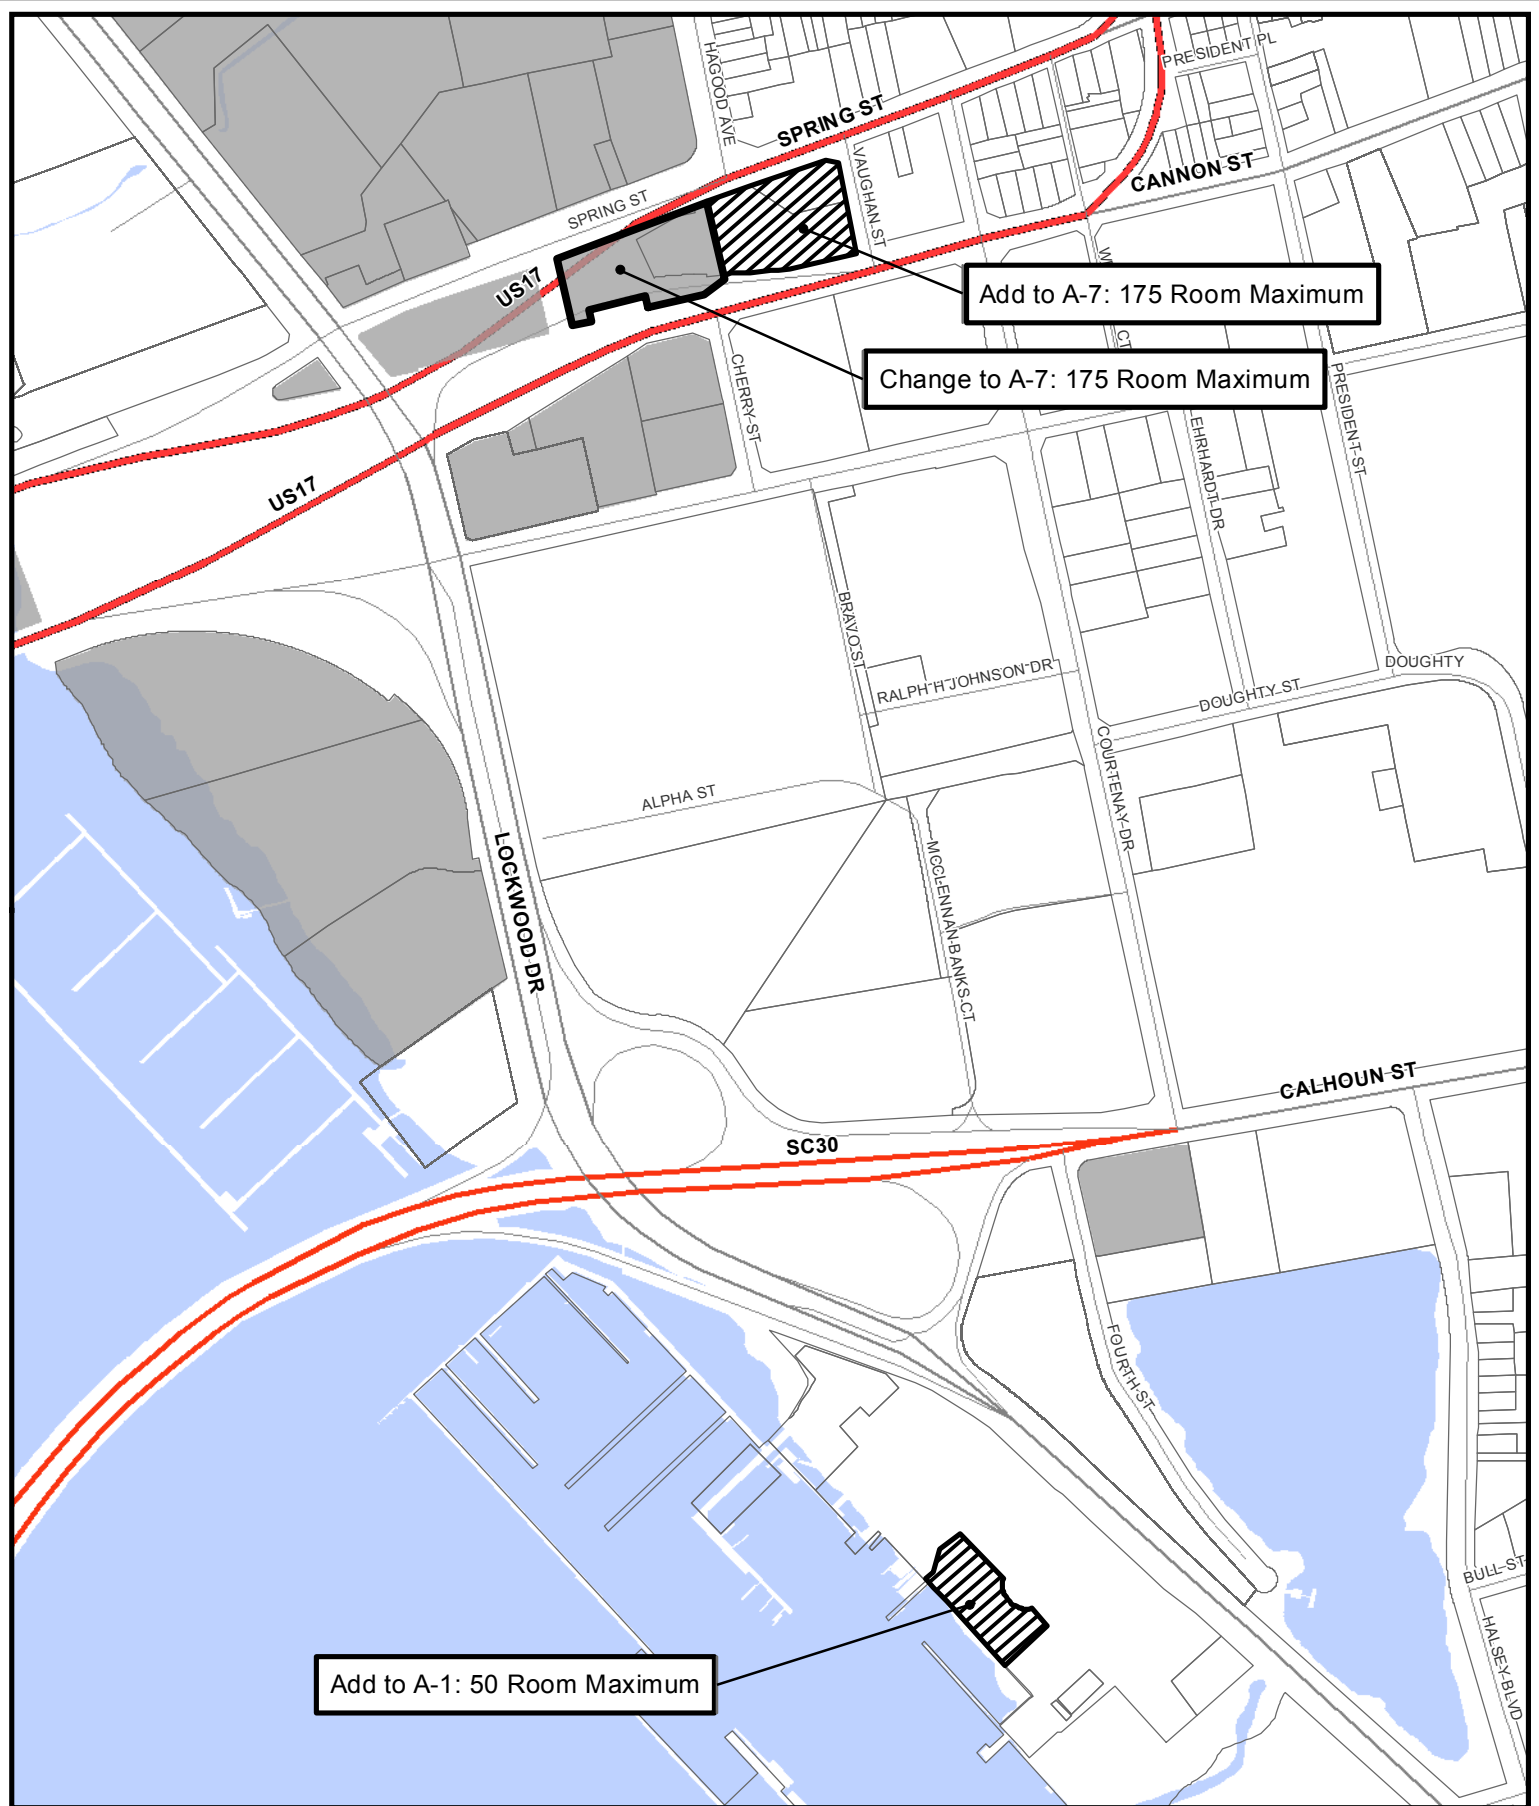 HAGOOD AVE
PRESIDENT PL
SPRING ST
VAUGHAN ST
CANNON ST
SPRING ST
US17
Add to A-7: 175 Room Maximum
CT
Change to A-7: 175 Room Maximum
CHERRY ST
PRESIDENT ST
EHRHARDT DR
US17
BRAVO ST
RALPH H JOHNSON DR
DOUGHTY
DOUGHTY ST
COURTENAY DR
ALPHA ST
LOCKWOOD DR
MCCLENNAN BANKS CT
CALHOUN ST
SC30
FOURTH ST
BULL ST
HALSEY BLVD
Add to A-1: 50 Room Maximum